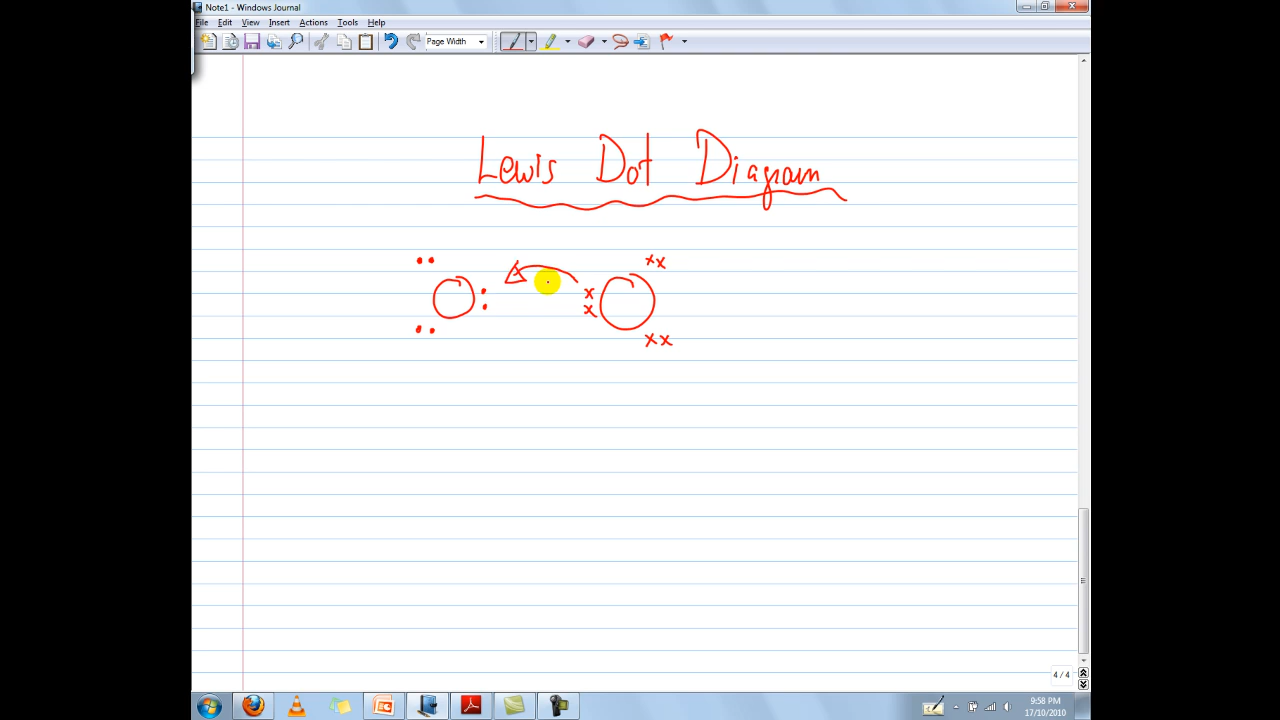 Note1 - Windows Journal
File Edit View Insert Actions Tools Help
Page Width
Lewis Dot Diagram
O O
x x
x
x
x x
4 / 4
9:58 PM
17/10/2010